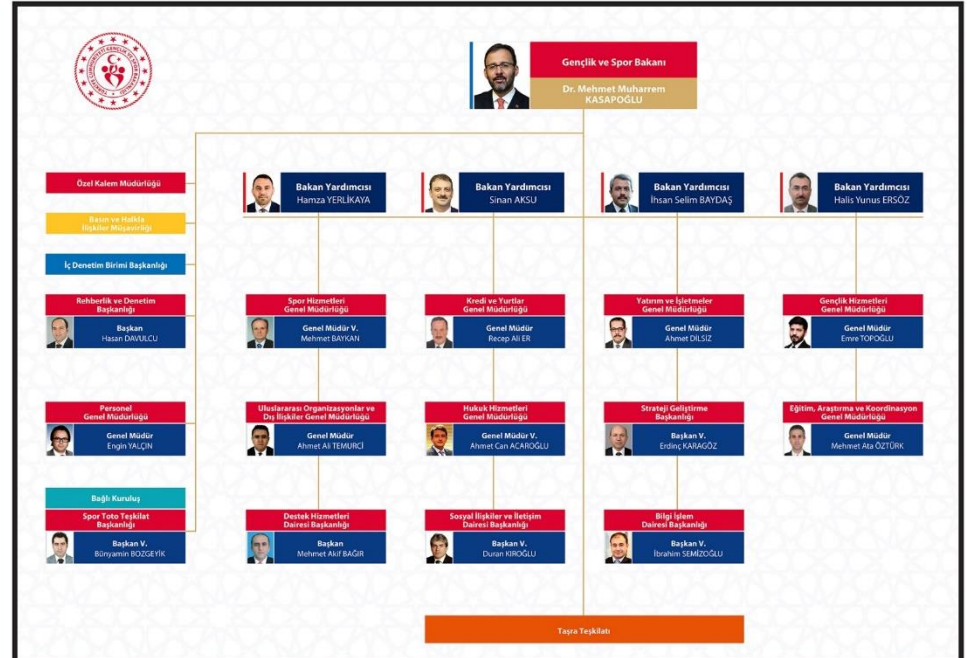 Gençlik ve Spor Bakanı
Dr. Mehmet Muharrem
KASAPOĞLU
Özel Kalem Müdürlüğü
Basın ve Halkla
İlişkiler Müşavirliği
İç Denetim Birimi Başkanlığı
Bakan Yardımcısı
Hamza YERLİKAYA
Bakan Yardımcısı
Sinan AKSU
Bakan Yardımcısı
İhsan Selim BAYDAŞ
Bakan Yardımcısı
Halis Yunus ERSÖZ
Rehberlik ve Denetim
Başkanlığı
Başkan
Hasan DAVULCU
Spor Hizmetleri
Genel Müdürlüğü
Genel Müdür V.
Mehmet BAYKAN
Kredi ve Yurtlar
Genel Müdürlüğü
Genel Müdür
Recep Ali ER
Yatırım ve İşletmeler
Genel Müdürlüğü
Genel Müdür
Ahmet DİLSİZ
Gençlik Hizmetleri
Genel Müdürlüğü
Genel Müdür
Emre TOPOĞLU
Personel
Genel Müdürlüğü
Genel Müdür
Engin YALÇIN
Uluslararası Organizasyonlar ve
Dış İlişkiler Genel Müdürlüğü
Genel Müdür
Ahmet Ali TEMURCİ
Hukuk Hizmetleri
Genel Müdürlüğü
Genel Müdür V.
Ahmet Can ACAROĞLU
Strateji Geliştirme
Başkanlığı
Başkan V.
Erdinç KARAGÖZ
Eğitim, Araştırma ve Koordinasyon
Genel Müdürlüğü
Genel Müdür
Mehmet Ata ÖZTÜRK
Bağlı Kuruluş
Spor Toto Teşkilat
Başkanlığı
Başkan V.
Bünyamin BOZGEYİK
Destek Hizmetleri
Dairesi Başkanlığı
Başkan
Mehmet Akif BAĞIR
Sosyal İlişkiler ve İletişim
Dairesi Başkanlığı
Başkan V.
Duran KIROĞLU
Bilgi İşlem
Dairesi Başkanlığı
Başkan V.
İbrahim SEMİZOĞLU
Taşra Teşkilatı